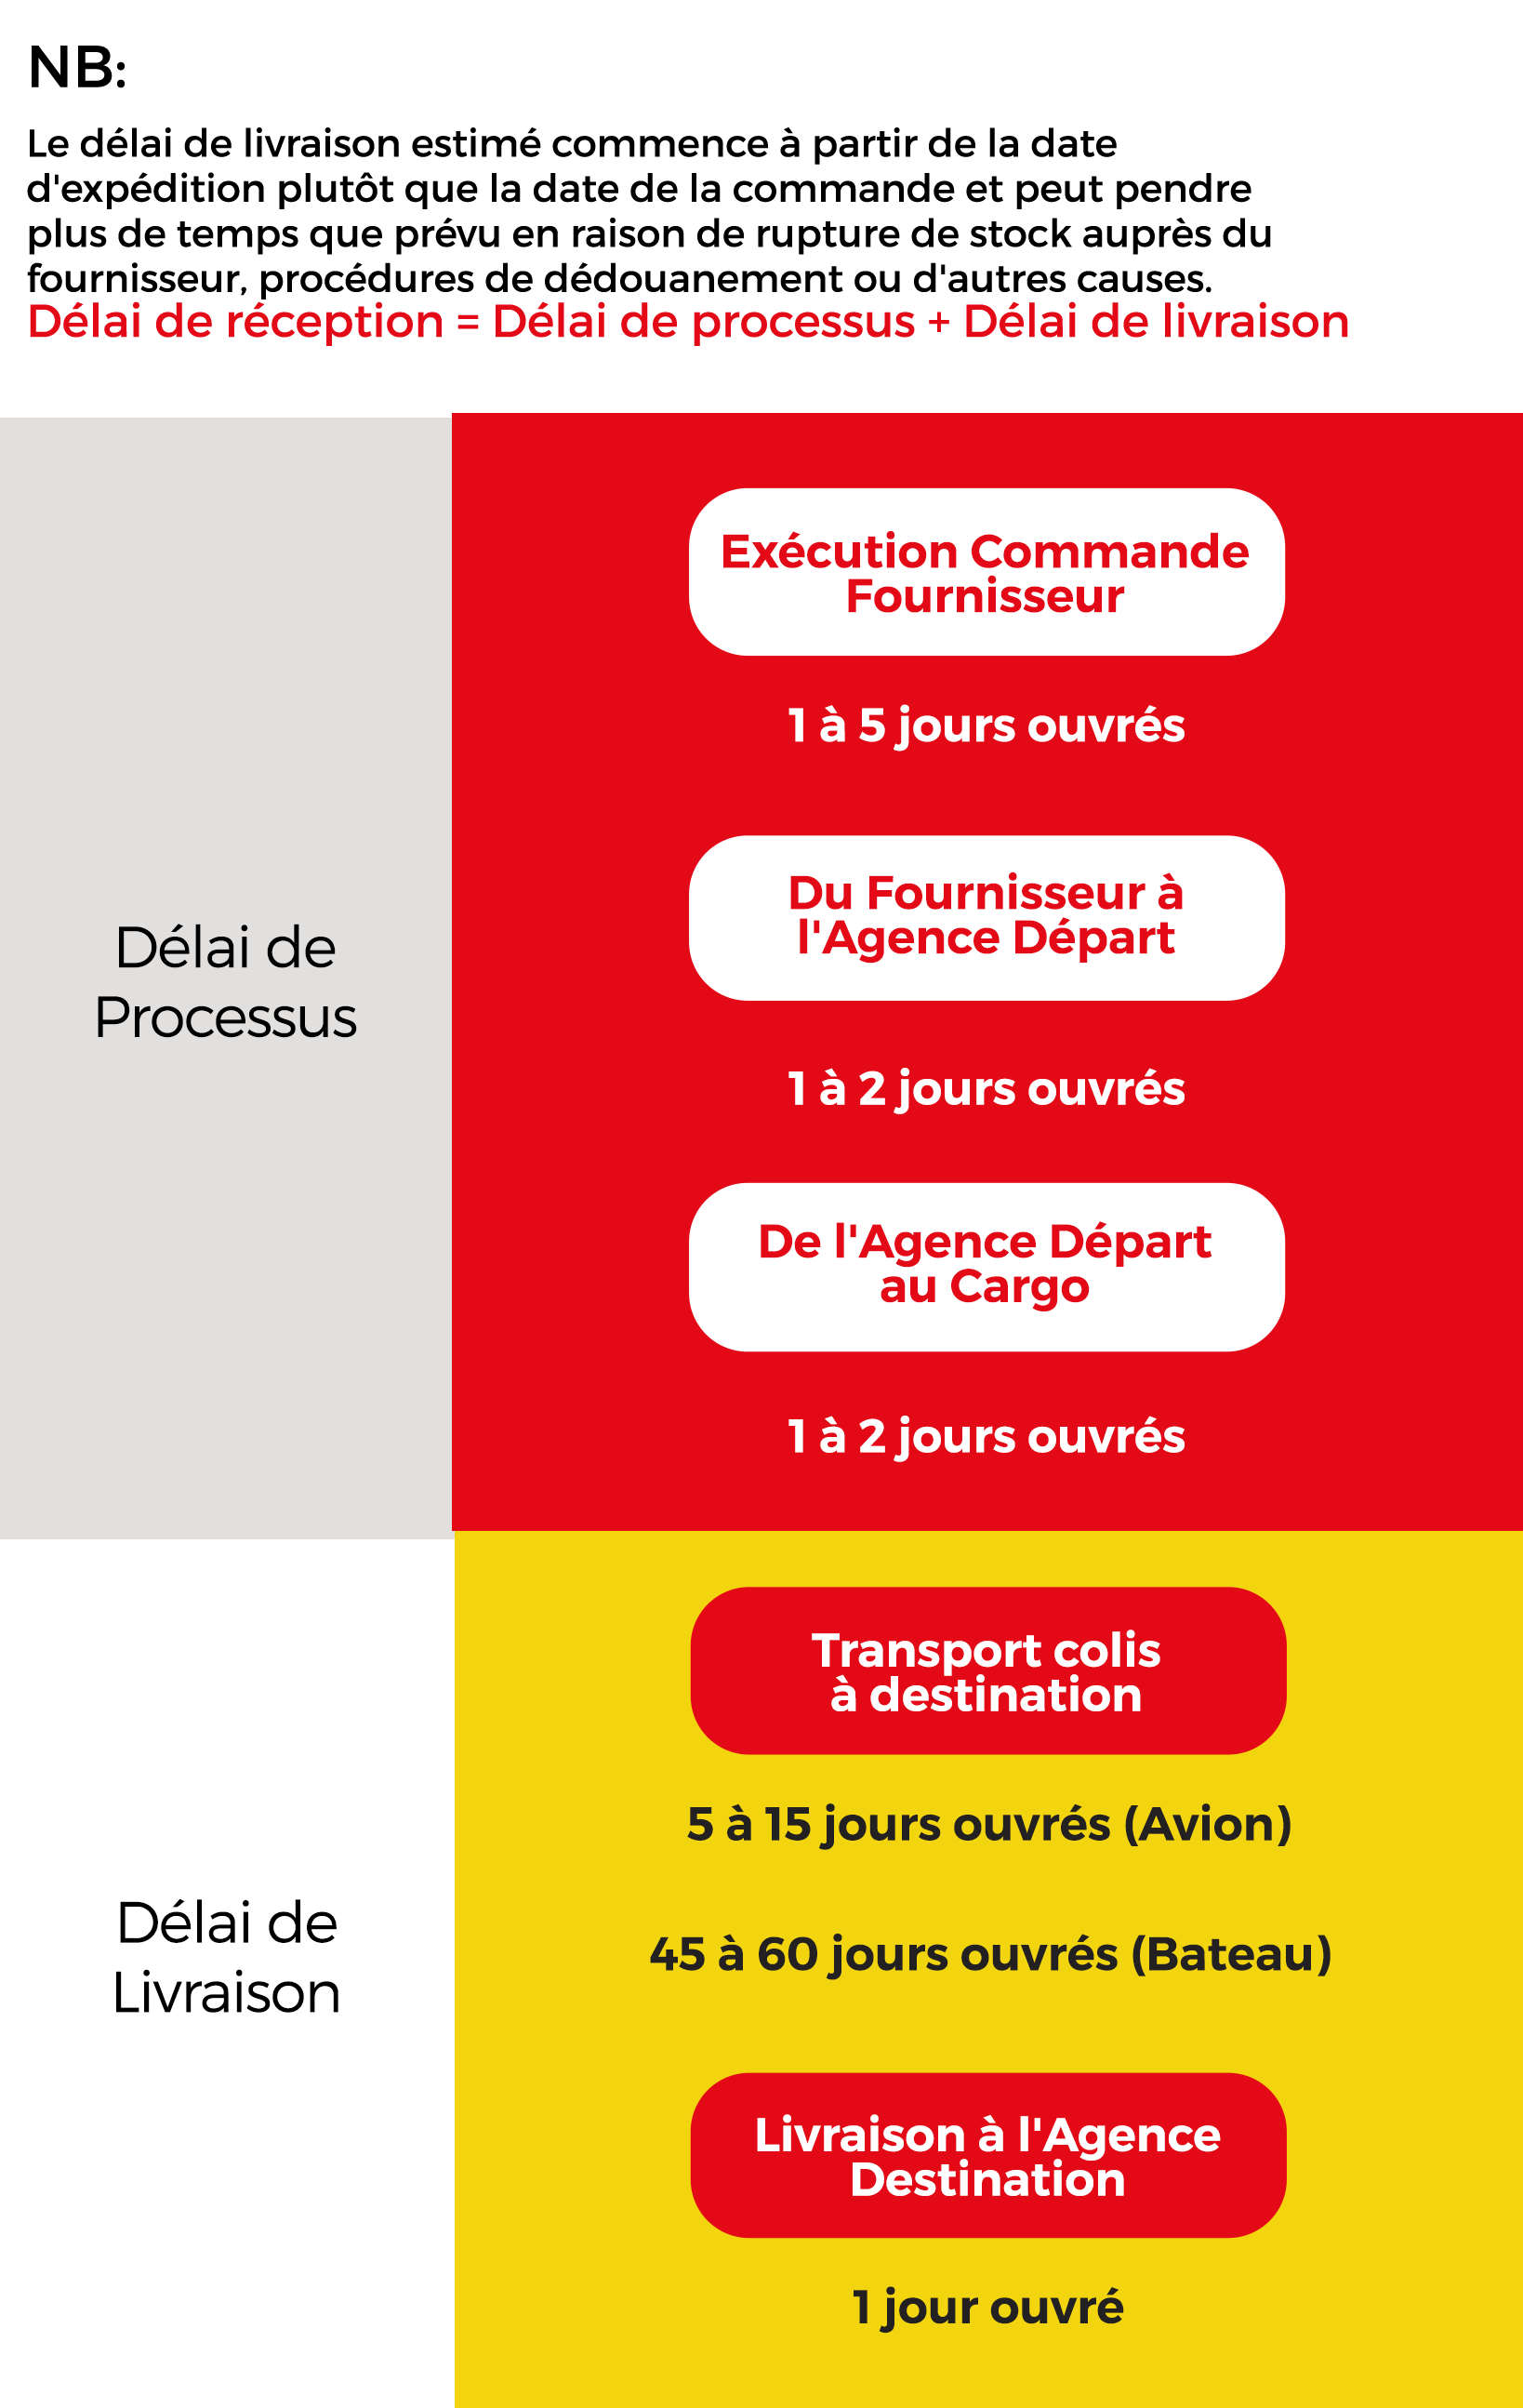 NB:
Le délai de livraison estimé commence à partir de la date
d'expédition plutôt que la date de la commande et peut pendre
plus de temps que prévu en raison de rupture de stock auprès du
fournisseur, procédures de dédouanement ou d'autres causes.
Délai de réception = Délai de processus + Délai de livraison
Délai de
Processus
Exécution Commande
Fournisseur
1 à 5 jours ouvrés
Du Fournisseur à
l'Agence Départ
1 à 2 jours ouvrés
De l'Agence Départ
au Cargo
1 à 2 jours ouvrés
Délai de
Livraison
Transport colis
à destination
5 à 15 jours ouvrés (Avion)
45 à 60 jours ouvrés (Bateau)
Livraison à l'Agence
Destination
1 jour ouvré